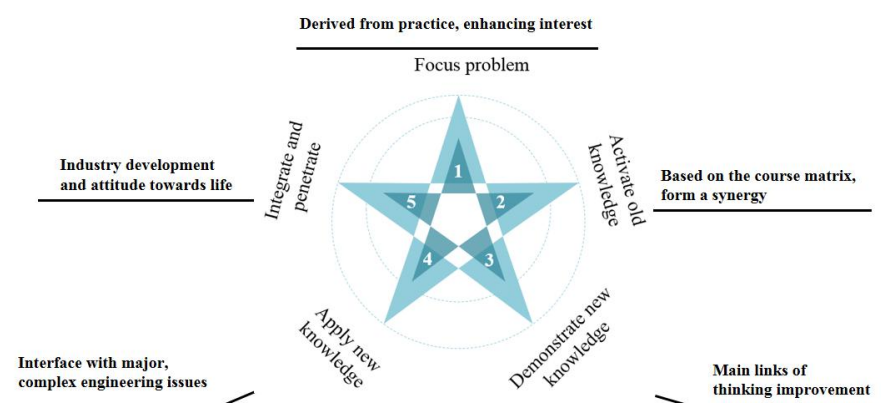 Derived from practice, enhancing interest
Focus problem
Integrate and
penetrate
Activate old
knowledge
Industry development
and attitude towards life
Based on the course matrix,
form a synergy
1
5
2
4
3
Apply new
knowledge
Demonstrate new
knowledge
Interface with major,
complex engineering issues
Main links of
thinking improvement